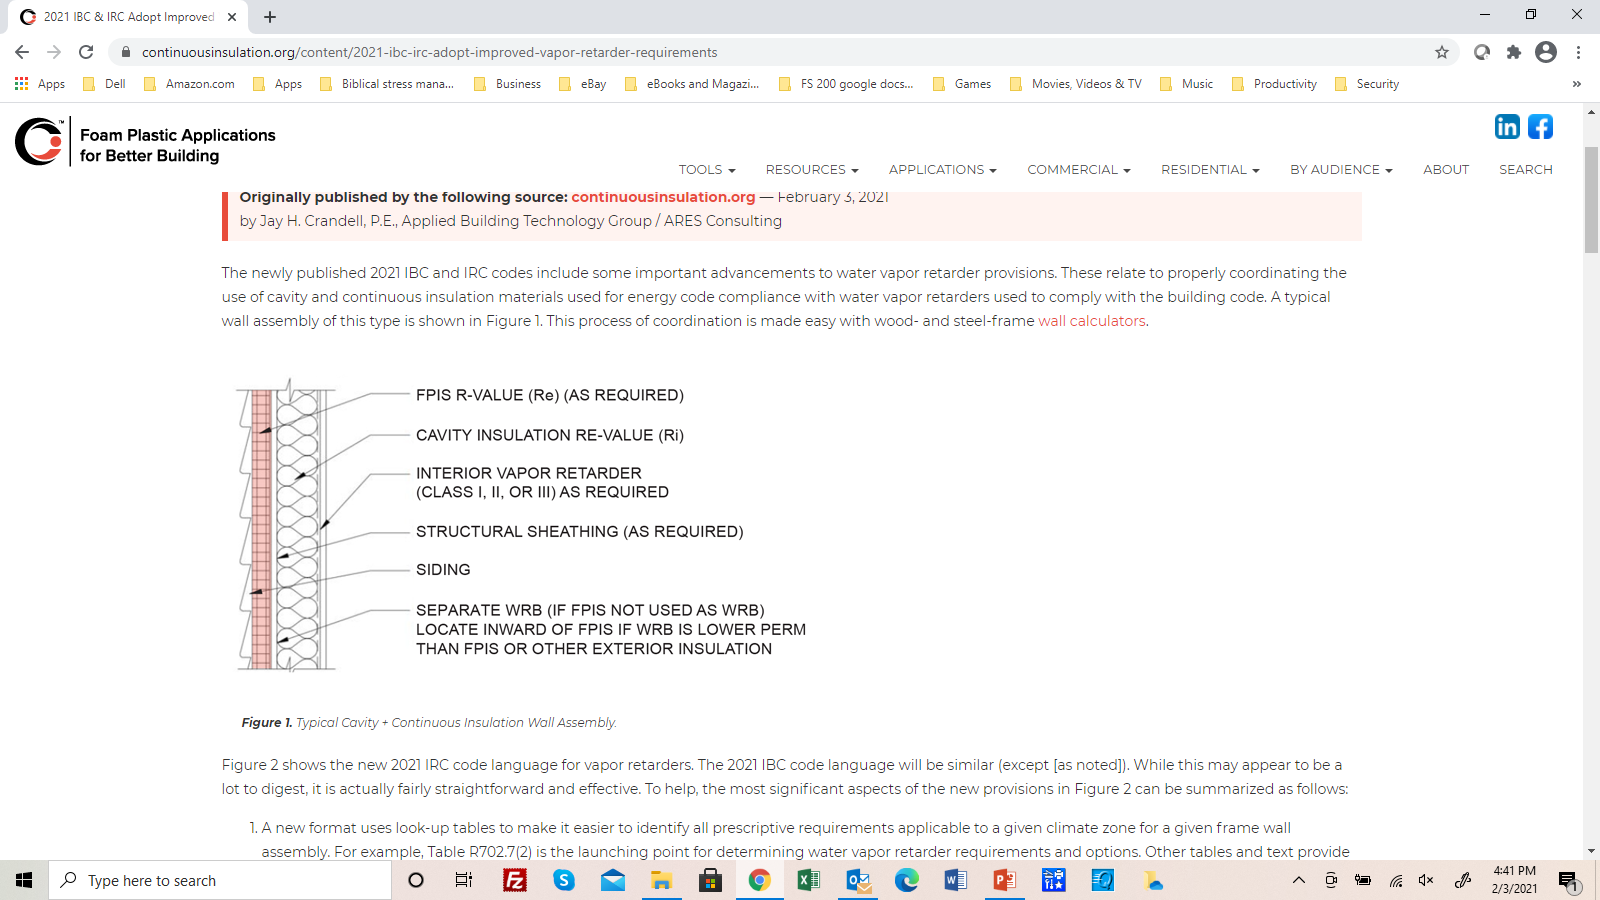 2021 IBC & IRC Adopt Improved
continuousinsulation.org/content/2021-ibc-irc-adopt-improved-vapor-retarder-requirements
Apps Dell Amazon.com Apps Biblical stress mana... Business eBay eBooks and Magazi... FS 200 google docs... Games Movies, Videos & TV Music Productivity Security »
Foam Plastic Applications
for Better Building
TM
in f
TOOLS RESOURCES APPLICATIONS COMMERCIAL RESIDENTIAL BY AUDIENCE ABOUT SEARCH
Originally published by the following source: continuousinsulation.org — February 3, 2021
by Jay H. Crandell, P.E., Applied Building Technology Group / ARES Consulting
The newly published 2021 IBC and IRC codes include some important advancements to water vapor retarder provisions. These relate to properly coordinating the
use of cavity and continuous insulation materials used for energy code compliance with water vapor retarders used to comply with the building code. A typical
wall assembly of this type is shown in Figure 1. This process of coordination is made easy with wood- and steel-frame wall calculators.
FPIS R-VALUE (Re) (AS REQUIRED)
CAVITY INSULATION RE-VALUE (Ri)
INTERIOR VAPOR RETARDER
(CLASS I, II, OR III) AS REQUIRED
STRUCTURAL SHEATHING (AS REQUIRED)
SIDING
SEPARATE WRB (IF FPIS NOT USED AS WRB)
LOCATE INWARD OF FPIS IF WRB IS LOWER PERM
THAN FPIS OR OTHER EXTERIOR INSULATION
Figure 1. Typical Cavity + Continuous Insulation Wall Assembly.
Figure 2 shows the new 2021 IRC code language for vapor retarders. The 2021 IBC code language will be similar (except [as noted]). While this may appear to be a
lot to digest, it is actually fairly straightforward and effective. To help, the most significant aspects of the new provisions in Figure 2 can be summarized as follows:
1. A new format uses look-up tables to make it easier to identify all prescriptive requirements applicable to a given climate zone for a given frame wall
assembly. For example, Table R702.7(2) is the launching point for determining water vapor retarder requirements and options. Other tables and text provide
Type here to search
4:41 PM
2/3/2021
1